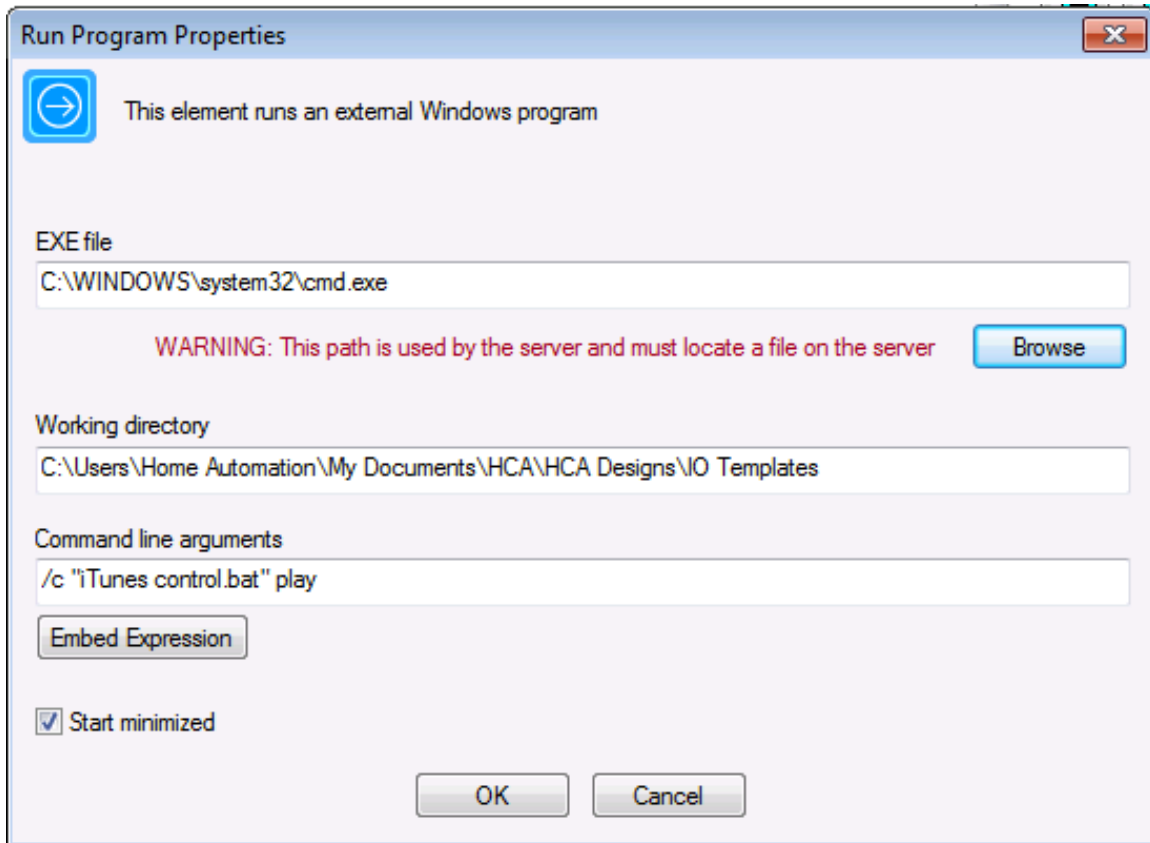 Run Program Properties
This element runs an external Windows program
EXE file
C:\WINDOWS\system32\cmd.exe
WARNING: This path is used by the server and must locate a file on the server
Browse
Working directory
C:\Users\Home Automation\My Documents\HCA\HCA Designs\IO Templates
Command line arguments
/c "iTunes control.bat" play
Embed Expression
Start minimized
OK
Cancel